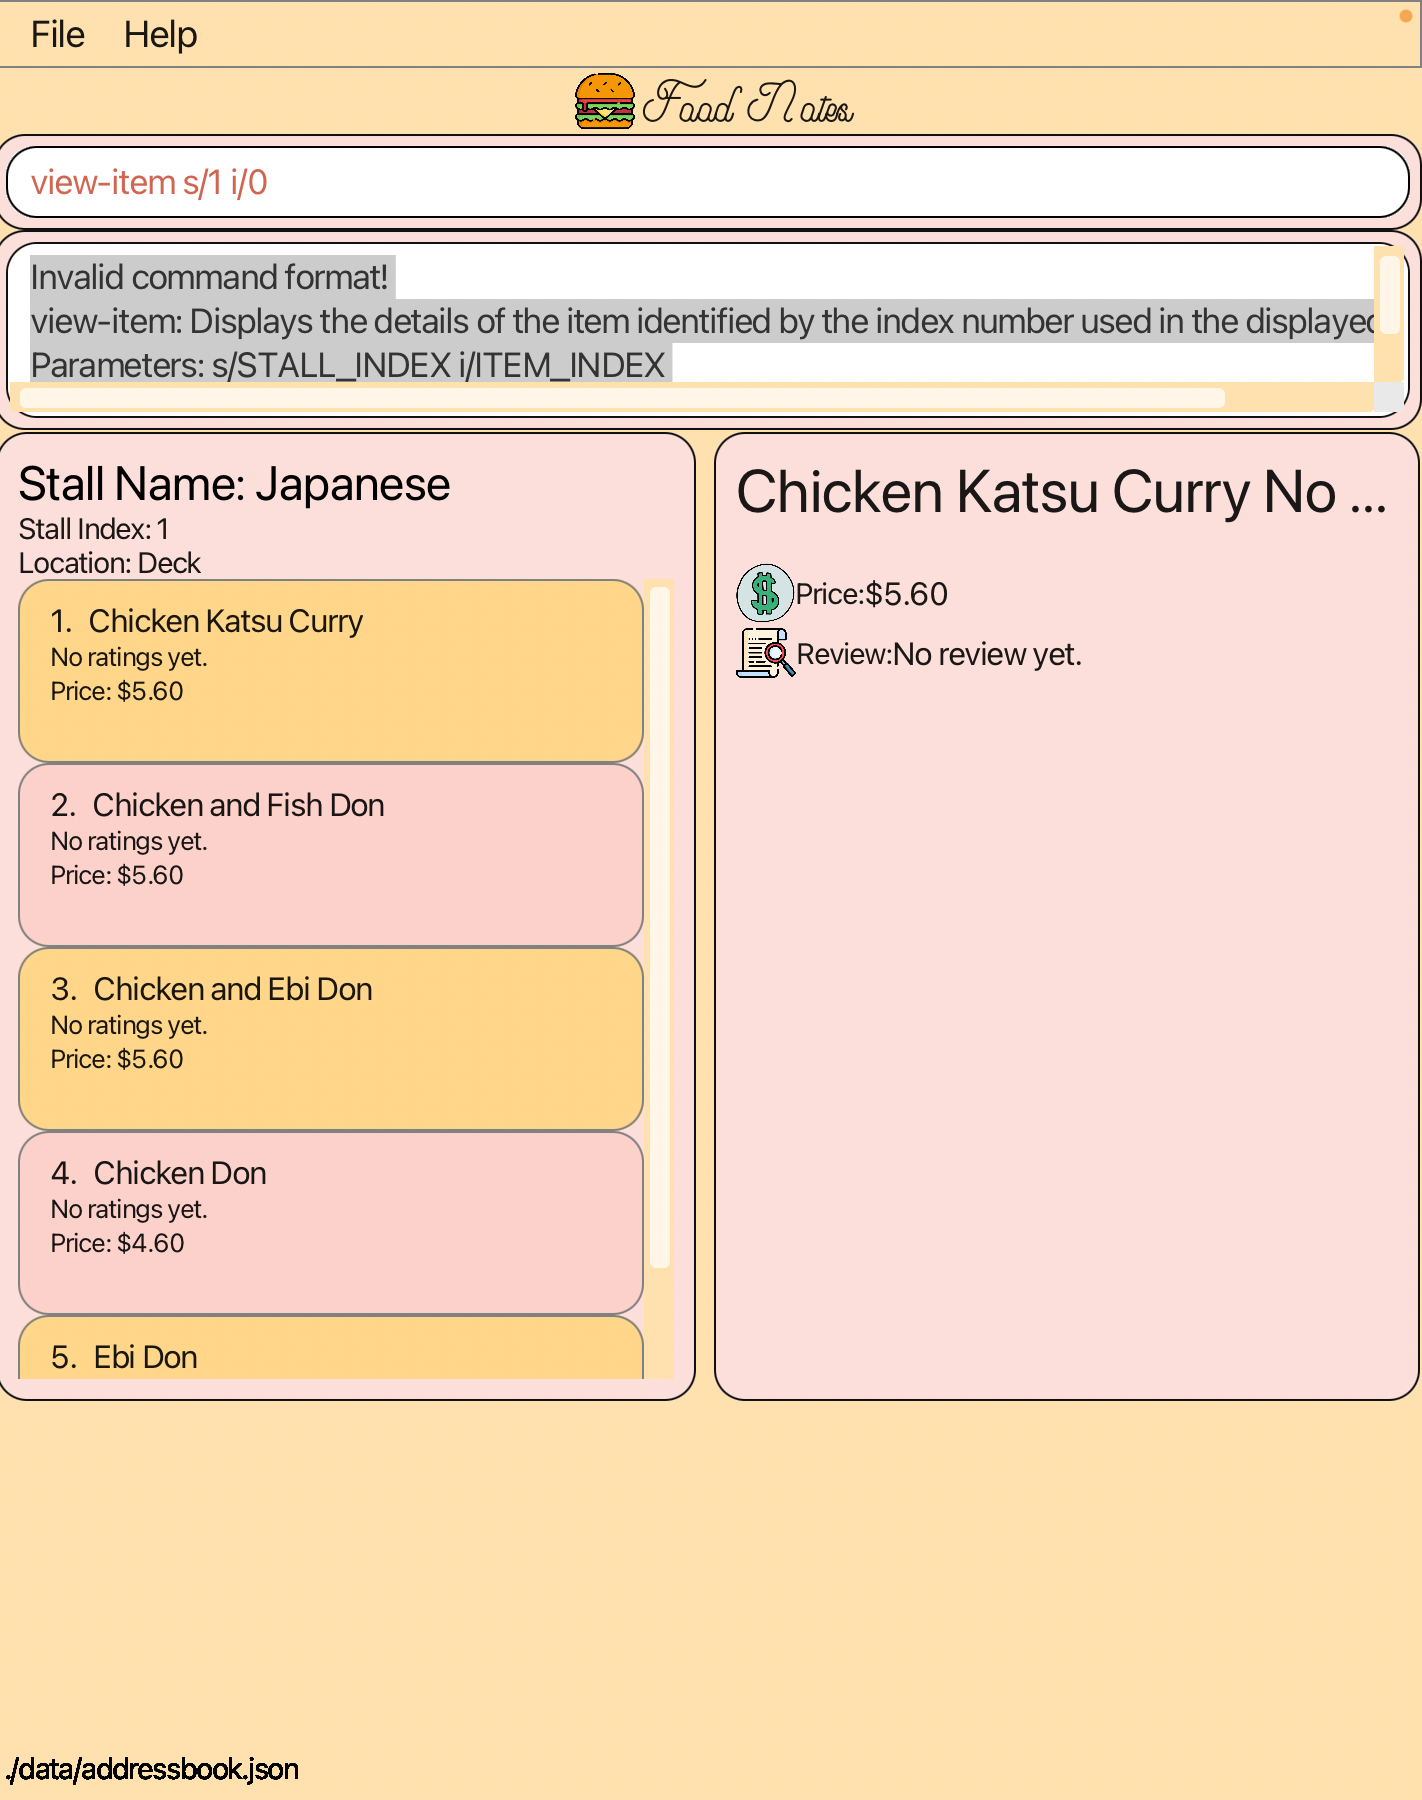 File Help
Food Notes
view-item s/1 i/0
Invalid command format!
view-item: Displays the details of the item identified by the index number used in the displayed
Parameters: s/STALL_INDEX i/ITEM_INDEX
Stall Name: Japanese
Stall Index: 1
Location: Deck
1. Chicken Katsu Curry
No ratings yet.
Price: $5.60
2. Chicken and Fish Don
No ratings yet.
Price: $5.60
3. Chicken and Ebi Don
No ratings yet.
Price: $5.60
4. Chicken Don
No ratings yet.
Price: $4.60
5. Ebi Don
Chicken Katsu Curry No ...
Price:$5.60
Review:No review yet.
./data/addressbook.json